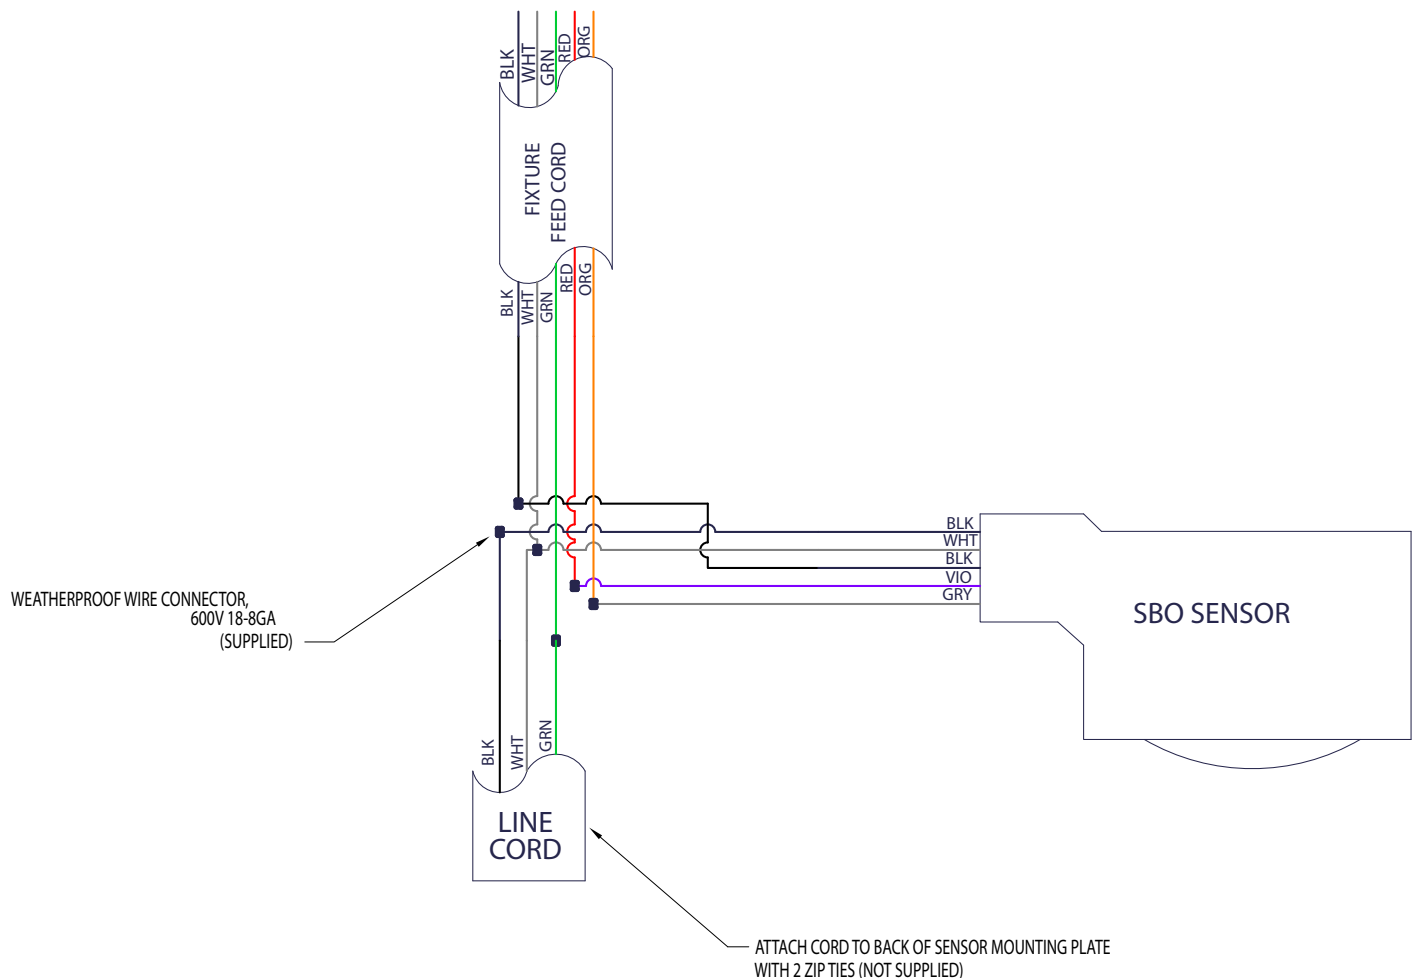 BLK
WHT
GRN
RED
ORG
FIXTURE
FEED CORD
BLK
WHT
GRN
RED
ORG
BLK
WHT
BLK
VIO
GRY
SBO SENSOR
WEATHERPROOF WIRE CONNECTOR,
600V 18-8GA
(SUPPLIED)
BLK
WHT
GRN
LINE
CORD
ATTACH CORD TO BACK OF SENSOR MOUNTING PLATE
WITH 2 ZIP TIES (NOT SUPPLIED)